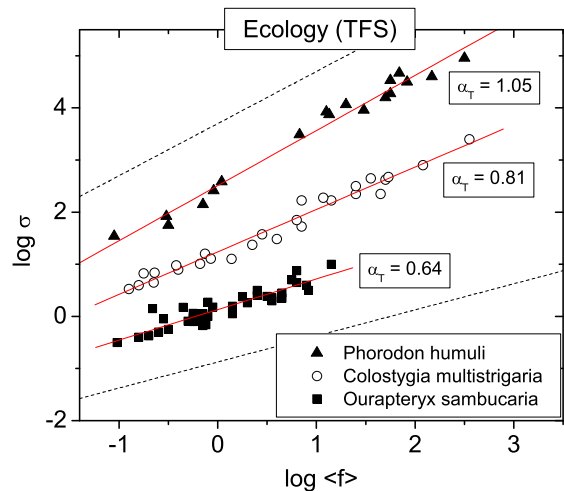 Ecology (TFS)
4
2
0
-2
log σ
α_T = 1.05
α_T = 0.81
α_T = 0.64
Phorodon humuli
Colostygia multistrigaria
Ourapteryx sambucaria
-1 0 1 2 3
log <f>